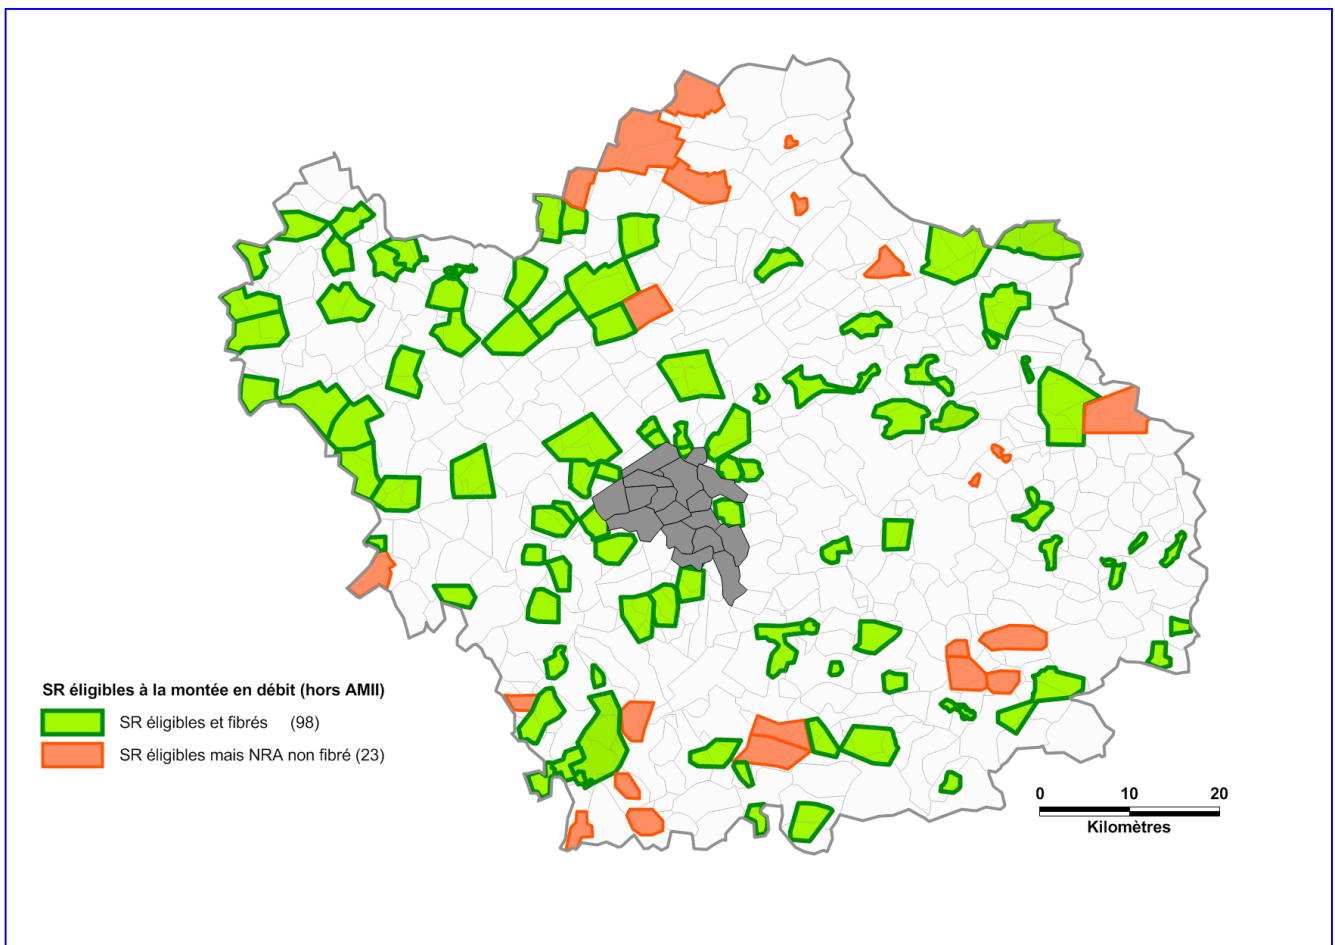 SR éligibles à la montée en débit (hors AMII)
SR éligibles et fibrés (98)
SR éligibles mais NRA non fibré (23)
0 10 20
Kilomètres